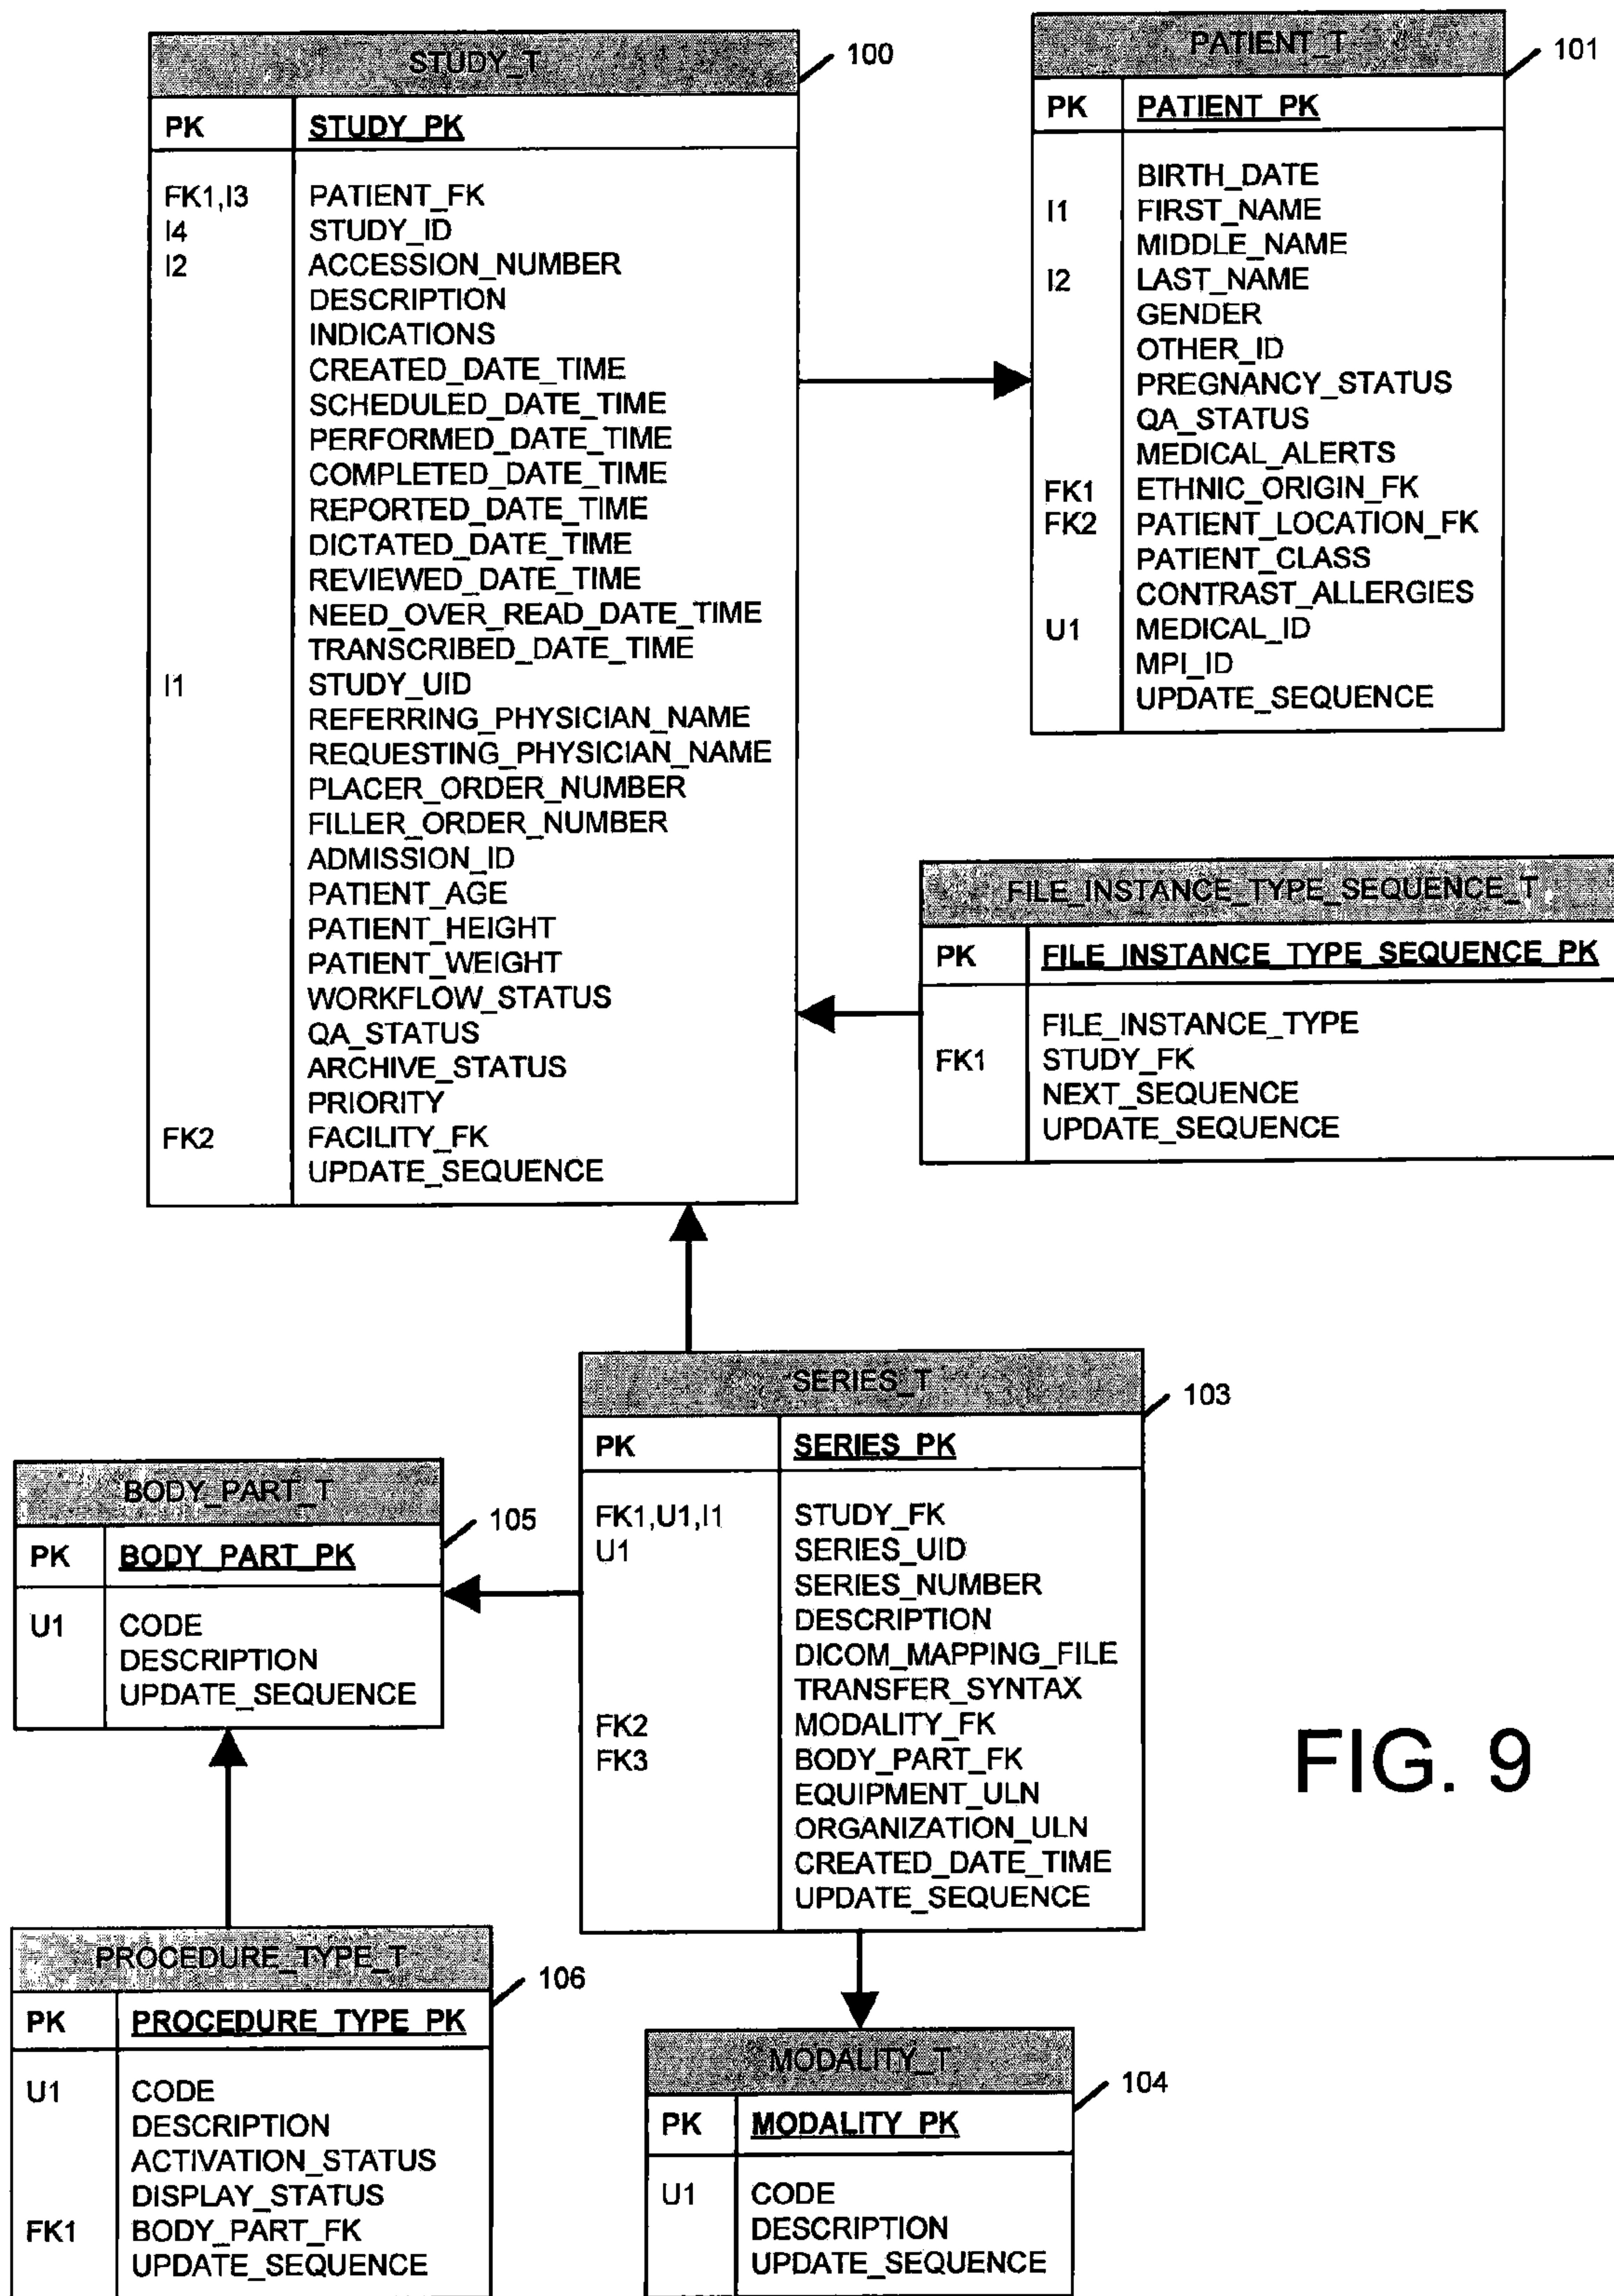 STUDY_T
100
PK STUDY_PK
FK1,I3 PATIENT_FK
I4 STUDY_ID
I2 ACCESSION_NUMBER
DESCRIPTION
INDICATIONS
CREATED_DATE_TIME
SCHEDULED_DATE_TIME
PERFORMED_DATE_TIME
COMPLETED_DATE_TIME
REPORTED_DATE_TIME
DICTATED_DATE_TIME
REVIEWED_DATE_TIME
NEED_OVER_READ_DATE_TIME
TRANSCRIBED_DATE_TIME
I1 STUDY_UID
REFERRING_PHYSICIAN_NAME
REQUESTING_PHYSICIAN_NAME
PLACER_ORDER_NUMBER
FILLER_ORDER_NUMBER
ADMISSION_ID
PATIENT_AGE
PATIENT_HEIGHT
PATIENT_WEIGHT
WORKFLOW_STATUS
QA_STATUS
ARCHIVE_STATUS
PRIORITY
FK2 FACILITY_FK
UPDATE_SEQUENCE
PATIENT_T
101
PK PATIENT_PK
BIRTH_DATE
I1 FIRST_NAME
MIDDLE_NAME
I2 LAST_NAME
GENDER
OTHER_ID
PREGNANCY_STATUS
QA_STATUS
MEDICAL_ALERTS
FK1 ETHNIC_ORIGIN_FK
FK2 PATIENT_LOCATION_FK
PATIENT_CLASS
CONTRAST_ALLERGIES
U1 MEDICAL_ID
MPI_ID
UPDATE_SEQUENCE
FILE_INSTANCE_TYPE_SEQUENCE_T
PK FILE_INSTANCE_TYPE_SEQUENCE_PK
FILE_INSTANCE_TYPE
FK1 STUDY_FK
NEXT_SEQUENCE
UPDATE_SEQUENCE
SERIES_T
103
PK SERIES_PK
FK1,U1,I1 STUDY_FK
U1 SERIES_UID
SERIES_NUMBER
DESCRIPTION
DICOM_MAPPING_FILE
TRANSFER_SYNTAX
FK2 MODALITY_FK
FK3 BODY_PART_FK
EQUIPMENT_ULN
ORGANIZATION_ULN
CREATED_DATE_TIME
UPDATE_SEQUENCE
BODY_PART_T
105
PK BODY_PART_PK
U1 CODE
DESCRIPTION
UPDATE_SEQUENCE
FIG. 9
PROCEDURE_TYPE_T
106
PK PROCEDURE_TYPE_PK
U1 CODE
DESCRIPTION
ACTIVATION_STATUS
DISPLAY_STATUS
FK1 BODY_PART_FK
UPDATE_SEQUENCE
MODALITY_T
104
PK MODALITY_PK
U1 CODE
DESCRIPTION
UPDATE_SEQUENCE